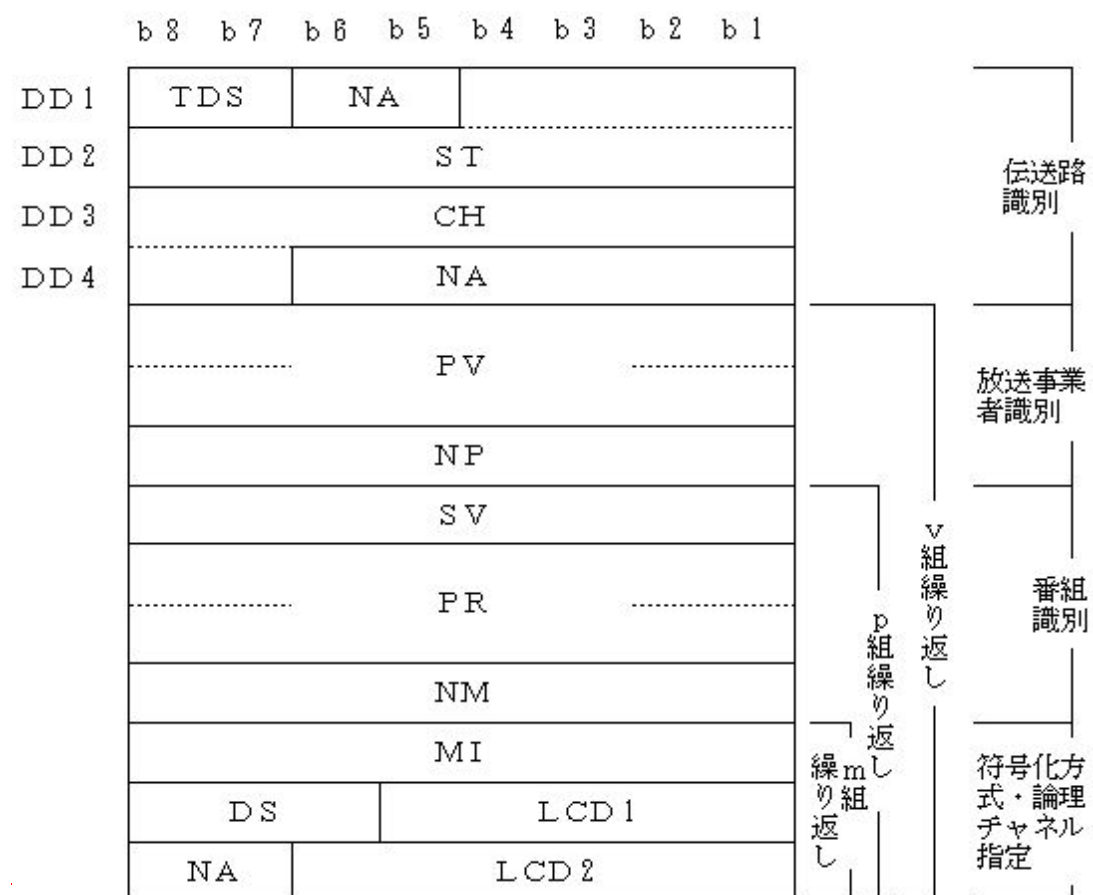 b8 b7 b6 b5 b4 b3 b2 b1
DD1 TDS NA
DD2 ST
DD3 CH
DD4 NA
伝送路
識別
PV
放送事業
者識別
NP
SV
PR
番組
識別
NM
MI
DS LCD1
NA LCD2
v組繰り返し
p組繰り返し
m組
繰り返し
符号化方
式・論理
チャネル
指定